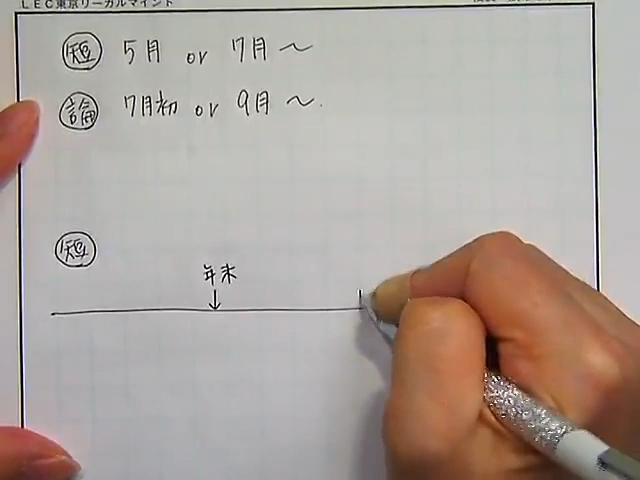 LEC東京リーガルマインド
短 5月 or 7月～
論 7月初 or 9月～.
短
年末
↓